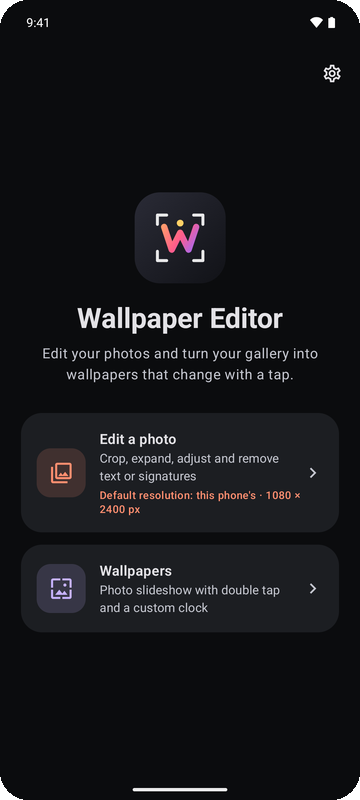 9:41
Wallpaper Editor
Edit your photos and turn your gallery into
wallpapers that change with a tap.
Edit a photo
Crop, expand, adjust and remove
text or signatures
Default resolution: this phone's · 1080 ×
2400 px
Wallpapers
Photo slideshow with double tap
and a custom clock